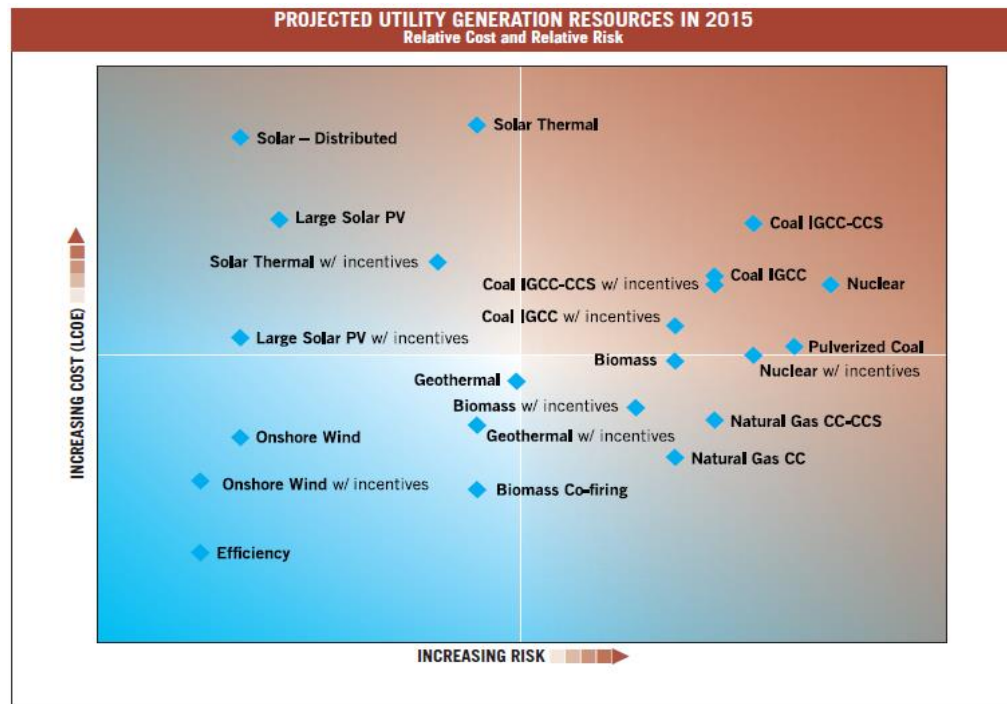 PROJECTED UTILITY GENERATION RESOURCES IN 2015
Relative Cost and Relative Risk
Solar Thermal
Solar – Distributed
Large Solar PV
Coal IGCC-CCS
Solar Thermal w/ incentives
Coal IGCC
Coal IGCC-CCS w/ incentives
Nuclear
Coal IGCC w/ incentives
Large Solar PV w/ incentives
Pulverized Coal
Biomass
Nuclear w/ incentives
Geothermal
Biomass w/ incentives
Natural Gas CC-CCS
Onshore Wind
Geothermal w/ incentives
Natural Gas CC
Onshore Wind w/ incentives
Biomass Co-firing
Efficiency
INCREASING COST (LCOE)
INCREASING RISK